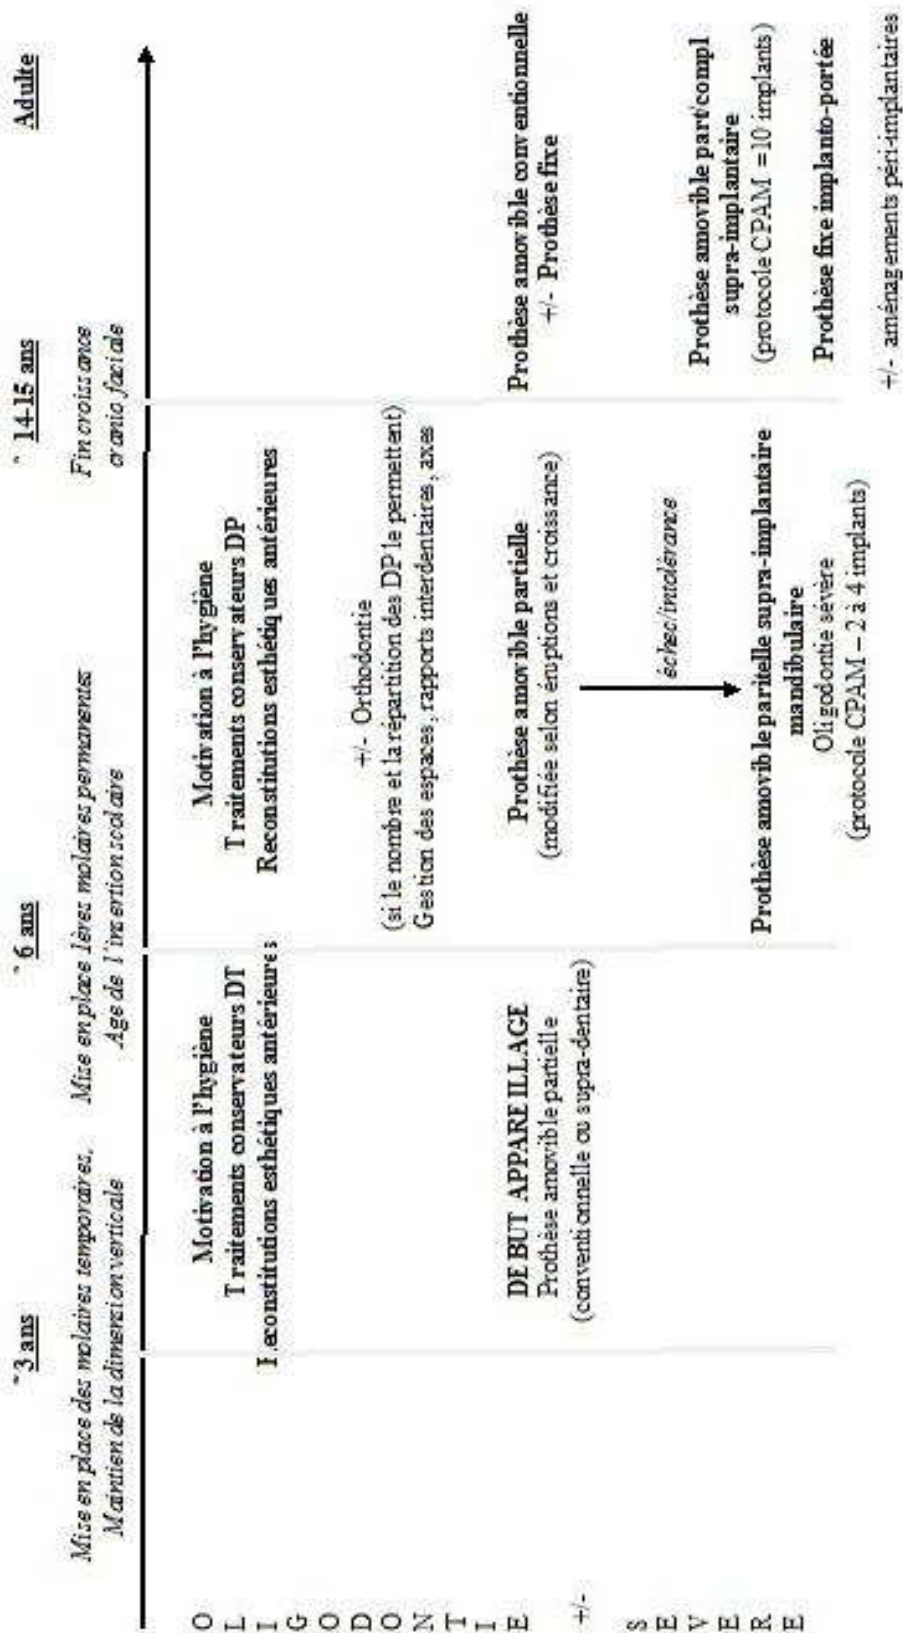 ~3 ans
~6 ans
~14-15 ans
Adulte
Mise en place des molaires temporaires,
Maintien de la dimension verticale
Mise en place 1ères molaires permanentes
Age de l'insertion scolaire
Fin croissance
cranio faciale
O
L
I
G
O
D
O
N
T
I
E
+/-
S
E
V
E
R
E
Motivation à l'hygiène
Traitements conservateurs DT
I.econstitutions esthétiques antérieures
DEBUT APPAREILLAGE
Prothèse amovible partielle
(conventionnelle ou supra-dentaire)
Motivation à l'hygiène
Traitements conservateurs DP
Reconstitutions esthétiques antérieures
+/- Orthodontie
(si le nombre et la répartition des DP le permettent)
Gestion des espaces, rapports interdentaires, axes
Prothèse amovible partielle
(modifiée selon éruptions et croissance)
échec/intolérance
Prothèse amovible paritelle supra-implantaire
mandibulaire
Oligodontie sévère
(protocole CPAM – 2 à 4 implants)
Prothèse amovible conventionnelle
+/- Prothèse fixe
Prothèse amovible part/compl
supra-implantaire
(protocole CPAM =10 implants)
Prothèse fixe implanto-portée
+/- aménagements péri-implantaires